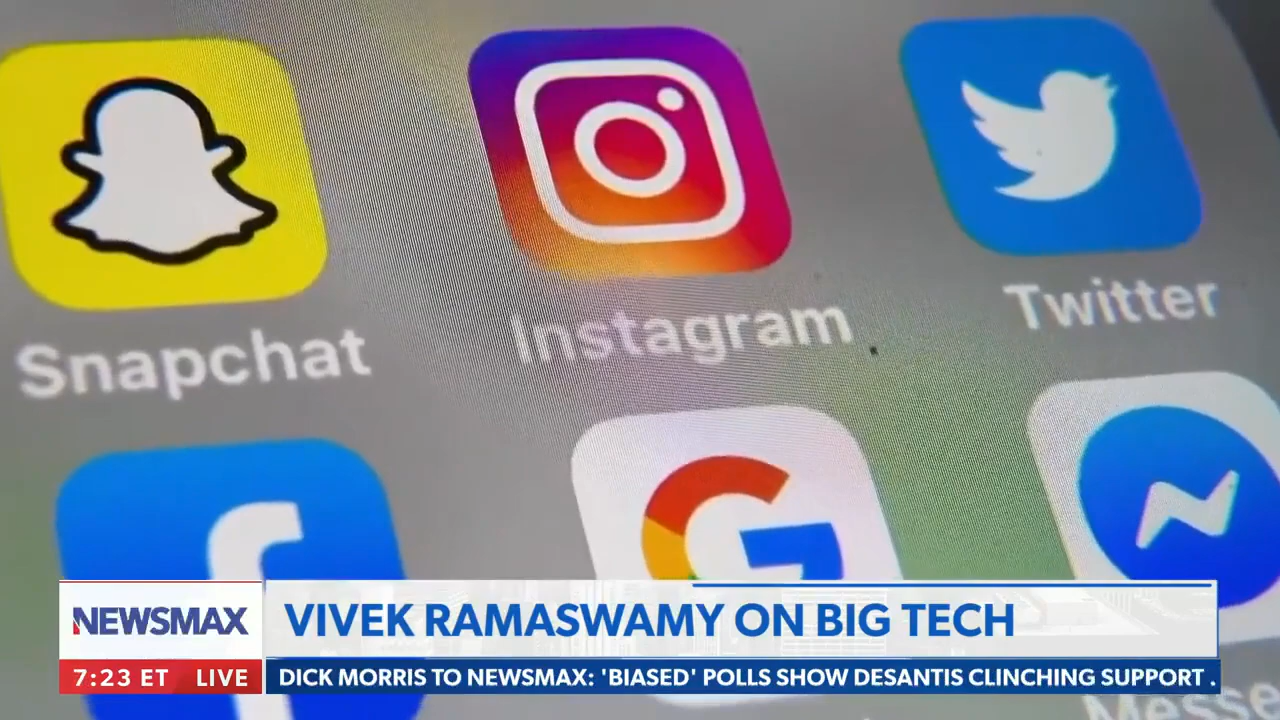 Snapchat
Instagram
Twitter
NEWSMAX
VIVEK RAMASWAMY ON BIG TECH
7:23 ET LIVE
DICK MORRIS TO NEWSMAX: 'BIASED' POLLS SHOW DESANTIS CLINCHING SUPPORT .
Messe